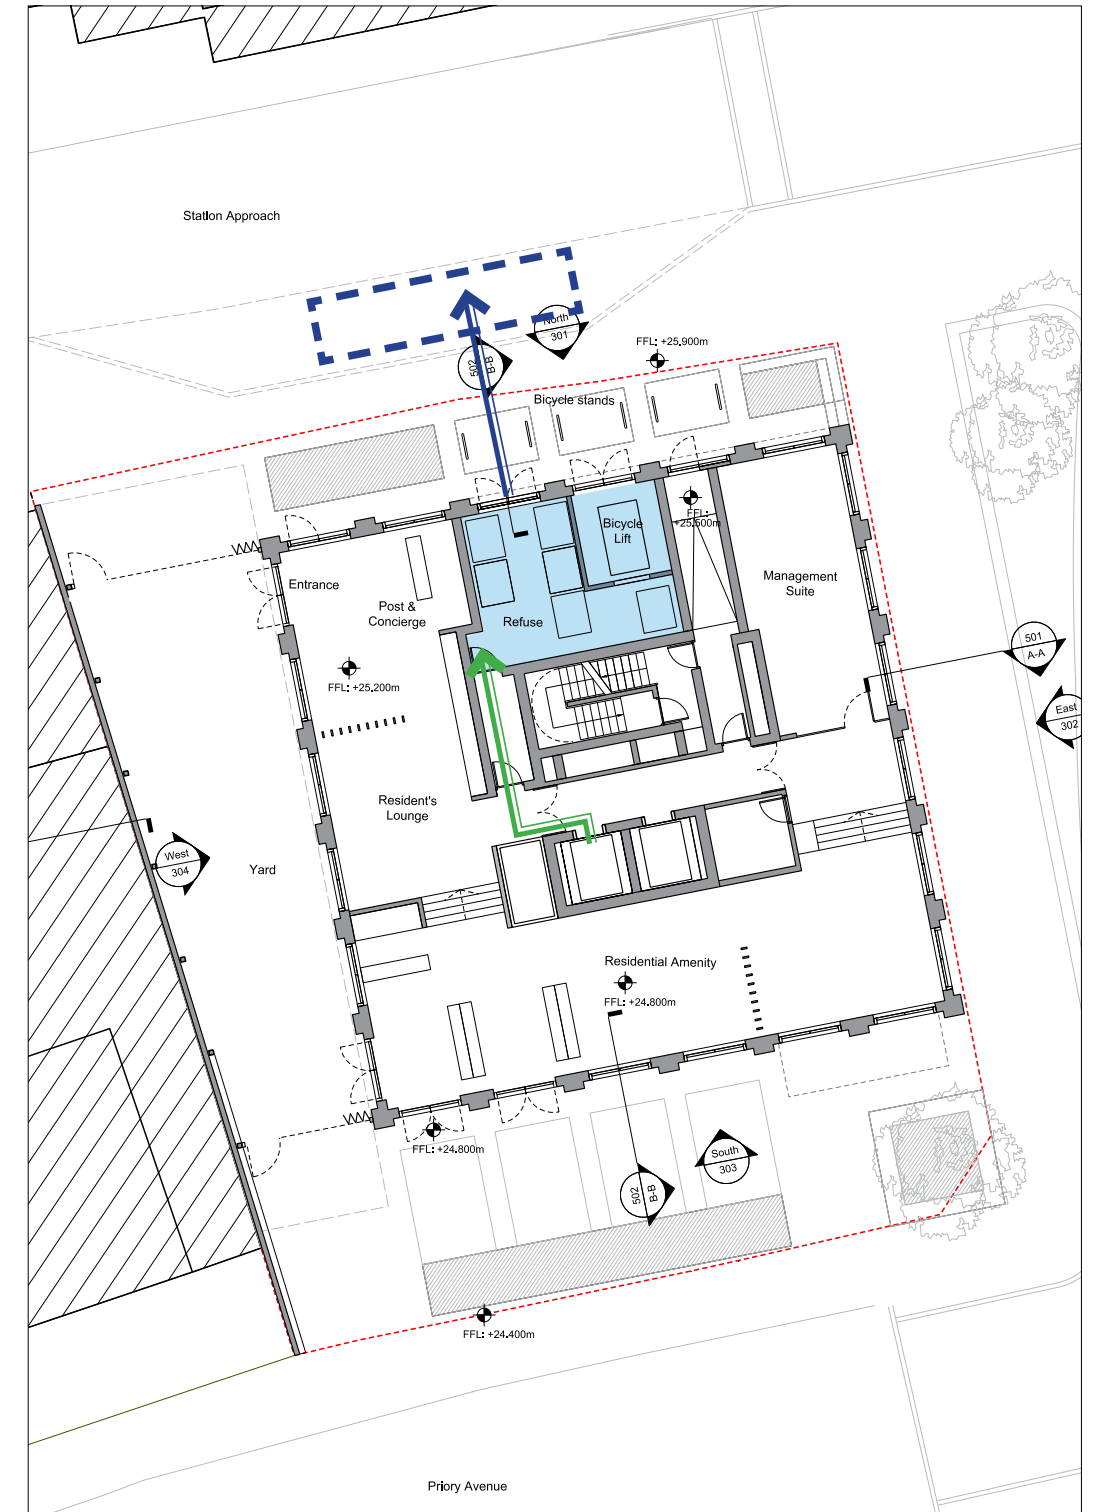 Station Approach
North
301
502
B-B
FFL: +25.900m
Bicycle stands
FFL:
+25.500m
Bicycle
Lift
Entrance
Post &
Concierge
Refuse
Management
Suite
501
A-A
FFL: +25.200m
East
302
Resident's
Lounge
West
304
Yard
Residential Amenity
FFL: +24.800m
FFL: +24.800m
South
303
502
B-B
FFL: +24.400m
Priory Avenue